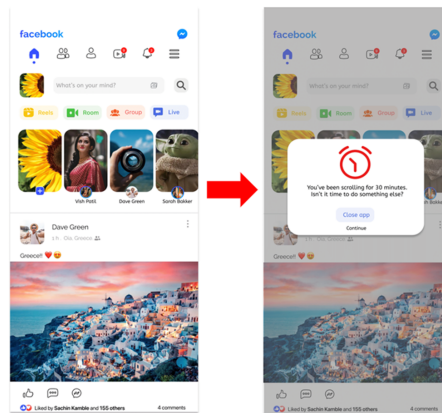 facebook
What's on your mind?
Reels
Room
Group
Live
Vish Patil
Dave Green
Sarah Bakker
Dave Green
1 h · Oia, Greece
Greece!!
Liked by Sachin Kamble and 155 others
4 comments
facebook
What's on your mind?
Reels
Room
Group
Live
You've been scrolling for 30 minutes.
Isn't it time to do something else?
Close app
Continue
Greece!!
Liked by Sachin Kamble and 155 others
4 comments